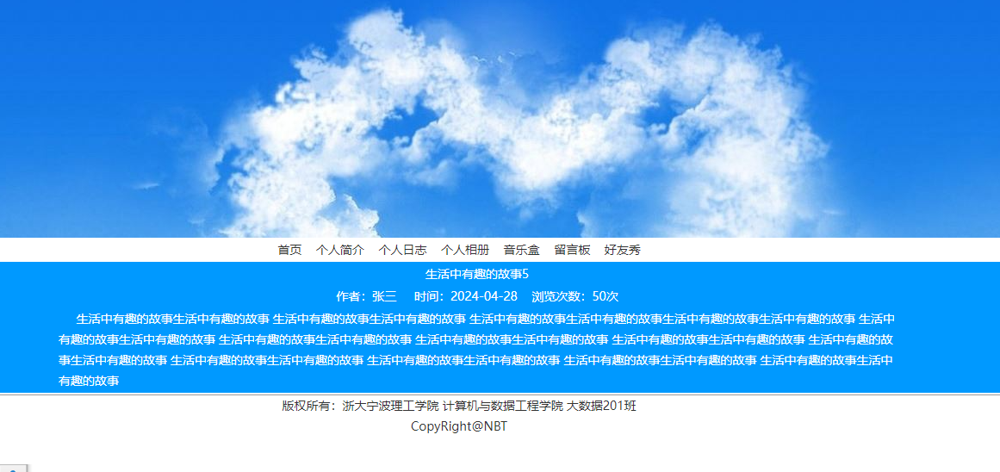 首页 个人简介 个人日志 个人相册 音乐盒 留言板 好友秀
生活中有趣的故事5
作者：张三 时间：2024-04-28 浏览次数：50次
生活中有趣的故事生活中有趣的故事 生活中有趣的故事生活中有趣的故事 生活中有趣的故事生活中有趣的故事生活中有趣的故事生活中有趣的故事 生活中
有趣的故事生活中有趣的故事 生活中有趣的故事生活中有趣的故事 生活中有趣的故事生活中有趣的故事 生活中有趣的故事生活中有趣的故事 生活中有趣的故
事生活中有趣的故事 生活中有趣的故事生活中有趣的故事 生活中有趣的故事生活中有趣的故事 生活中有趣的故事生活中有趣的故事 生活中有趣的故事生活中
有趣的故事
版权所有：浙大宁波理工学院 计算机与数据工程学院 大数据201班
CopyRight@NBT